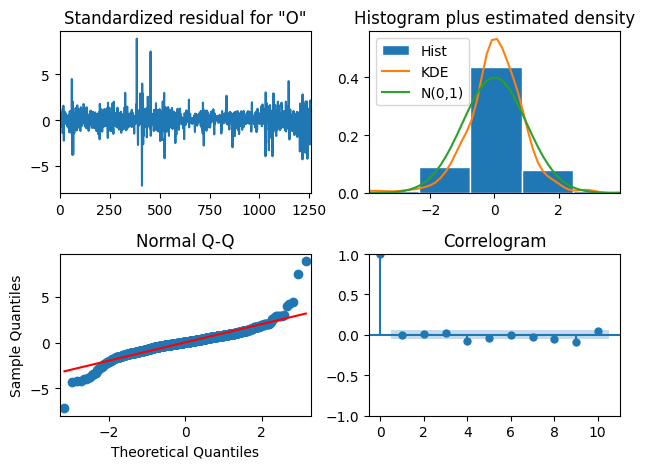 Standardized residual for "O"
5
0
−5
0 250 500 750 1000 1250
Histogram plus estimated density
Hist
KDE
N(0,1)
0.4
0.2
0.0
−2 0 2
Normal Q-Q
Sample Quantiles
5
0
−5
−2 0 2
Theoretical Quantiles
Correlogram
1.0
0.5
0.0
−0.5
−1.0
0 2 4 6 8 10